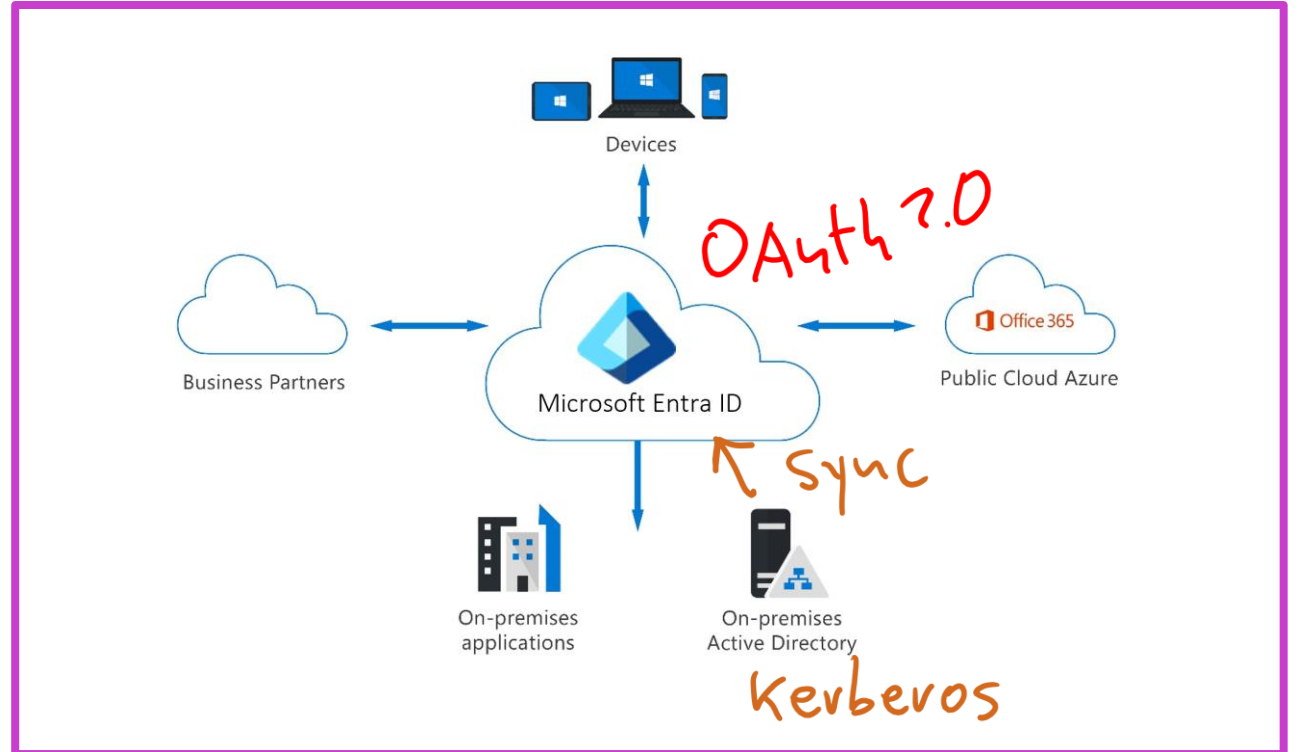 Devices
OAuth 2.0
Business Partners
Microsoft Entra ID
Office 365
Public Cloud Azure
Sync
On-premises
applications
On-premises
Active Directory
Kerberos